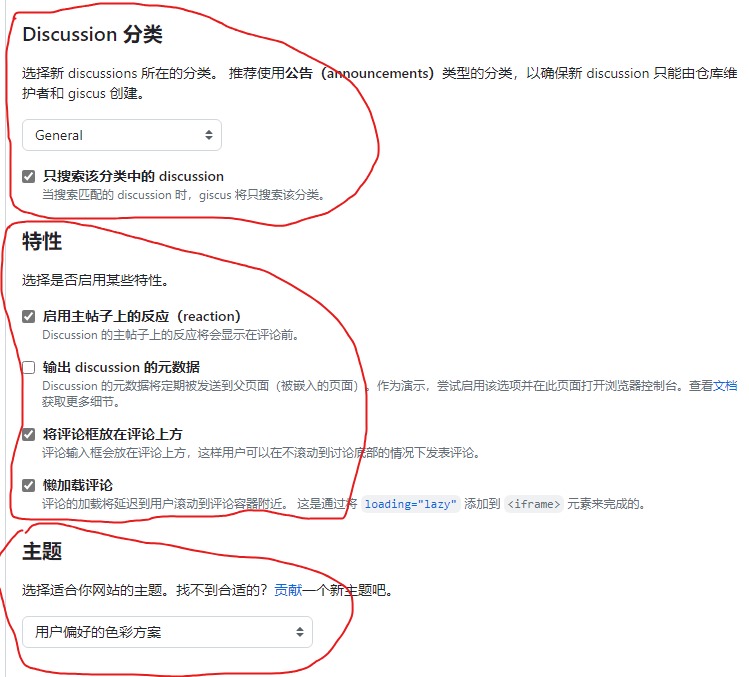 Discussion 分类
选择新 discussions 所在的分类。 推荐使用公告（announcements）类型的分类，以确保新 discussion 只能由仓库维
护者和 giscus 创建。
General
只搜索该分类中的 discussion
当搜索匹配的 discussion 时，giscus 将只搜索该分类。
特性
选择是否启用某些特性。
启用主帖子上的反应（reaction）
Discussion 的主帖子上的反应将会显示在评论前。
输出 discussion 的元数据
Discussion 的元数据将定期被发送到父页面（被嵌入的页面）。作为演示，尝试启用该选项并在此页面打开浏览器控制台。查看文档
获取更多细节。
将评论框放在评论上方
评论输入框会放在评论上方，这样用户可以在不滚动到讨论底部的情况下发表评论。
懒加载评论
评论的加载将延迟到用户滚动到评论容器附近。 这是通过将 loading="lazy" 添加到 <iframe> 元素来完成的。
主题
选择适合你网站的主题。找不到合适的？贡献一个新主题吧。
用户偏好的色彩方案